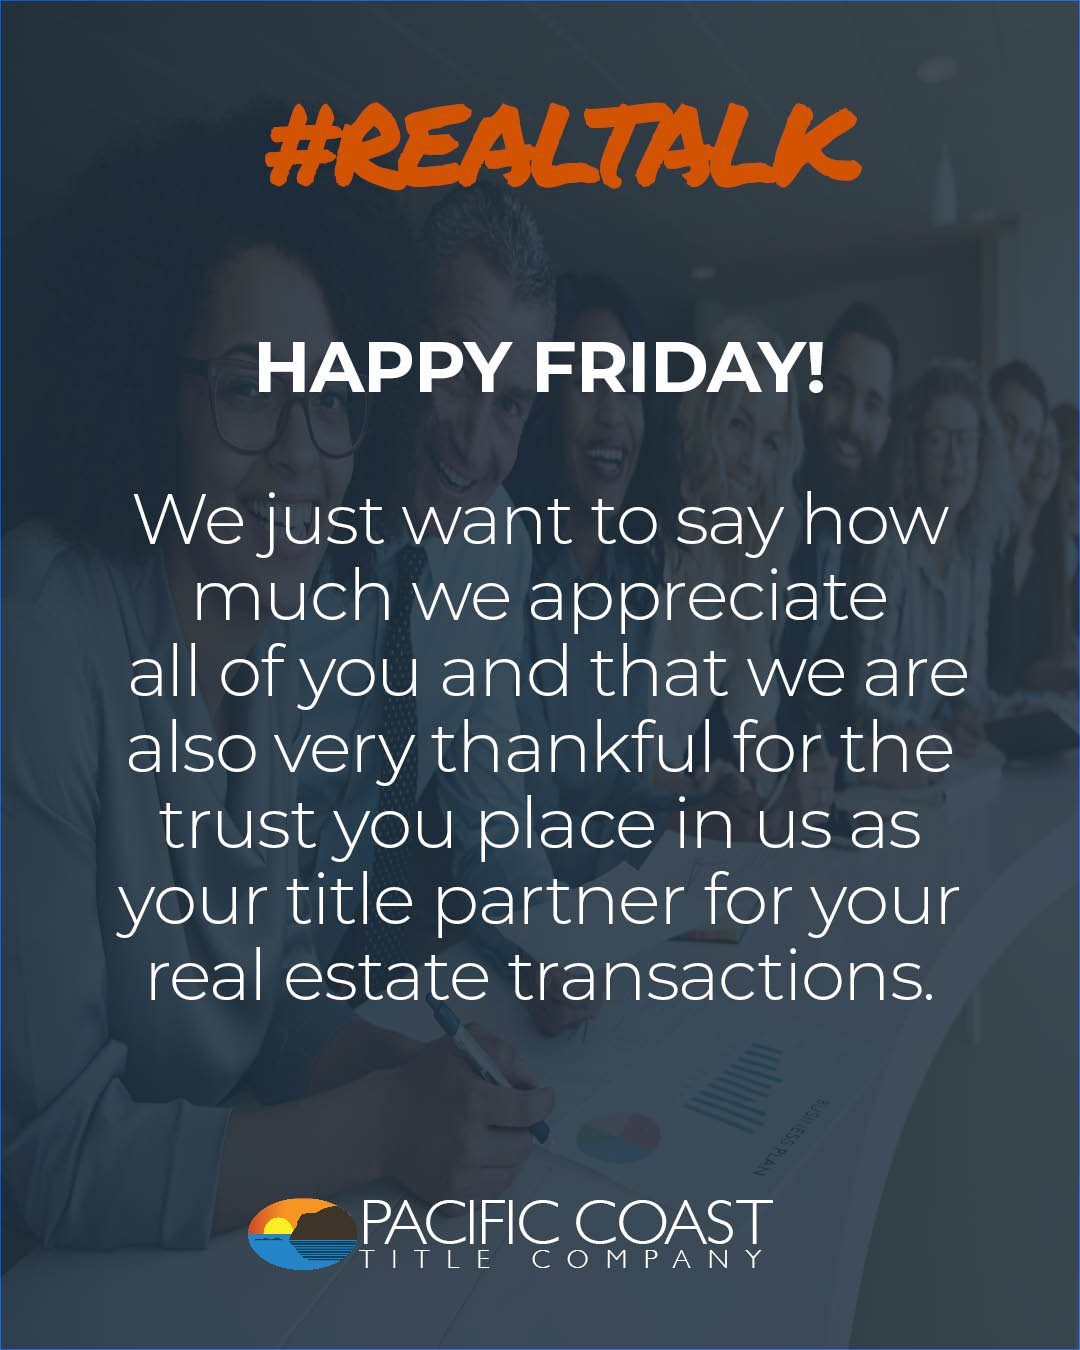 #REALTALK
HAPPY FRIDAY!
We just want to say how
much we appreciate
all of you and that we are
also very thankful for the
trust you place in us as
your title partner for your
real estate transactions.
BUSINESS PLAN
PACIFIC COAST
TITLE COMPANY